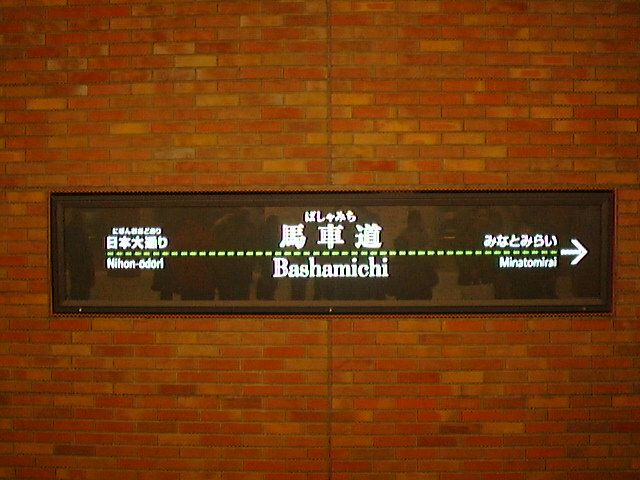 にほんおおどおり
日本大通り
Nihon-ōdōri
ばしゃみち
馬車道
Bashamichi
みなとみらい
Minatomirai